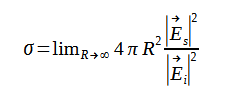 σ = lim_{R→∞} 4 π R² |E⃗_s|² / |E⃗_i|²